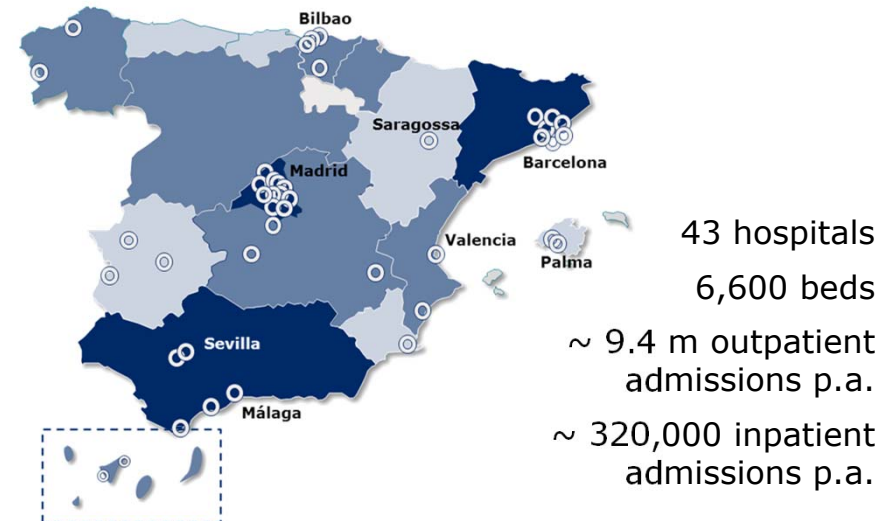 Bilbao
Saragossa
Madrid
Barcelona
Valencia
Palma
Sevilla
Málaga
43 hospitals
6,600 beds
~ 9.4 m outpatient
admissions p.a.
~ 320,000 inpatient
admissions p.a.